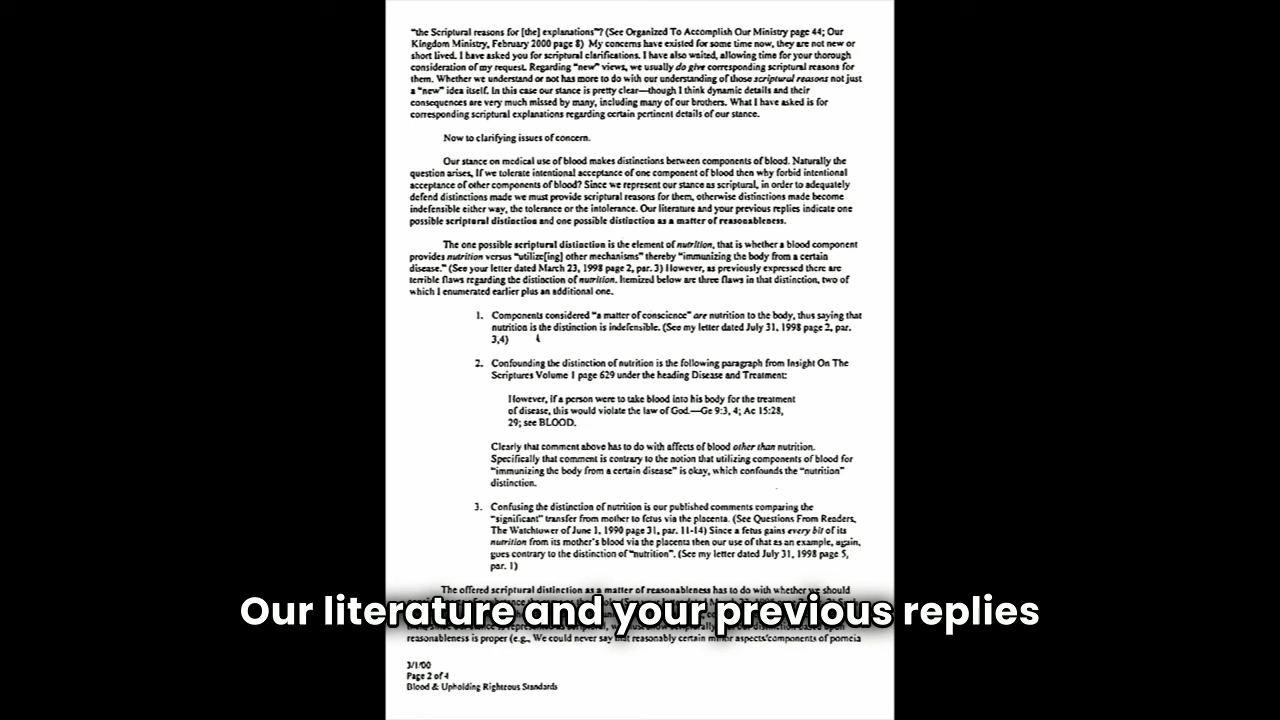 "the Scriptural reasons for [the] explanations"? (See Organized To Accomplish Our Ministry page 44; Our
Kingdom Ministry, February 2000 page 8)  My concerns have existed for some time now, they are not new or
short lived. I have asked you for scriptural clarifications. I have also waited, allowing time for your thorough
consideration of my request. Regarding "new" views, we usually do give corresponding scriptural reasons for
them. Whether we understand or not has more to do with our understanding of those scriptural reasons not just
a "new" idea itself. In this case our stance is pretty clear—though I think dynamic details and their
consequences are very much missed by many, including many of our brothers. What I have asked is for
corresponding scriptural explanations regarding certain pertinent details of our stance.
Now to clarifying issues of concern.
Our stance on medical use of blood makes distinctions between components of blood. Naturally the
question arises, If we tolerate intentional acceptance of one component of blood then why forbid intentional
acceptance of other components of blood? Since we represent our stance as scriptural, in order to adequately
defend distinctions made we must provide scriptural reasons for them, otherwise distinctions made become
indefensible either way, the tolerance or the intolerance. Our literature and your previous replies indicate one
possible scriptural distinction and one possible distinction as a matter of reasonableness.
The one possible scriptural distinction is the element of nutrition, that is whether a blood component
provides nutrition versus "utilize[ing] other mechanisms" thereby "immunizing the body from a certain
disease." (See your letter dated March 23, 1998 page 2, par. 3) However, as previously expressed there are
terrible flaws regarding the distinction of nutrition. Itemized below are three flaws in that distinction, two of
which I enumerated earlier plus an additional one.
1. Components considered "a matter of conscience" are nutrition to the body, thus saying that
nutrition is the distinction is indefensible. (See my letter dated July 31, 1998 page 2, par.
3,4)
2. Confounding the distinction of nutrition is the following paragraph from Insight On The
Scriptures Volume 1 page 629 under the heading Disease and Treatment:
However, if a person were to take blood into his body for the treatment
of disease, this would violate the law of God.—Ge 9:3, 4; Ac 15:28,
29; see BLOOD.
Clearly that comment above has to do with affects of blood other than nutrition.
Specifically that comment is contrary to the notion that utilizing components of blood for
"immunizing the body from a certain disease" is okay, which confounds the "nutrition"
distinction.
3. Confusing the distinction of nutrition is our published comments comparing the
"significant" transfer from mother to fetus via the placenta. (See Questions From Readers,
The Watchtower of June 1, 1990 page 31, par. 11-14) Since a fetus gains every bit of its
nutrition from its mother's blood via the placenta then our use of that as an example, again,
goes contrary to the distinction of "nutrition". (See my letter dated July 31, 1998 page 5,
par. 1)
The offered scriptural distinction as a matter of reasonableness has to do with whether we should
Our literature and your previous replies
reasonableness is proper (e.g., We could never say that reasonably certain minor aspects/components of porneia
3/1/00
Page 2 of 4
Blood & Upholding Righteous Standards